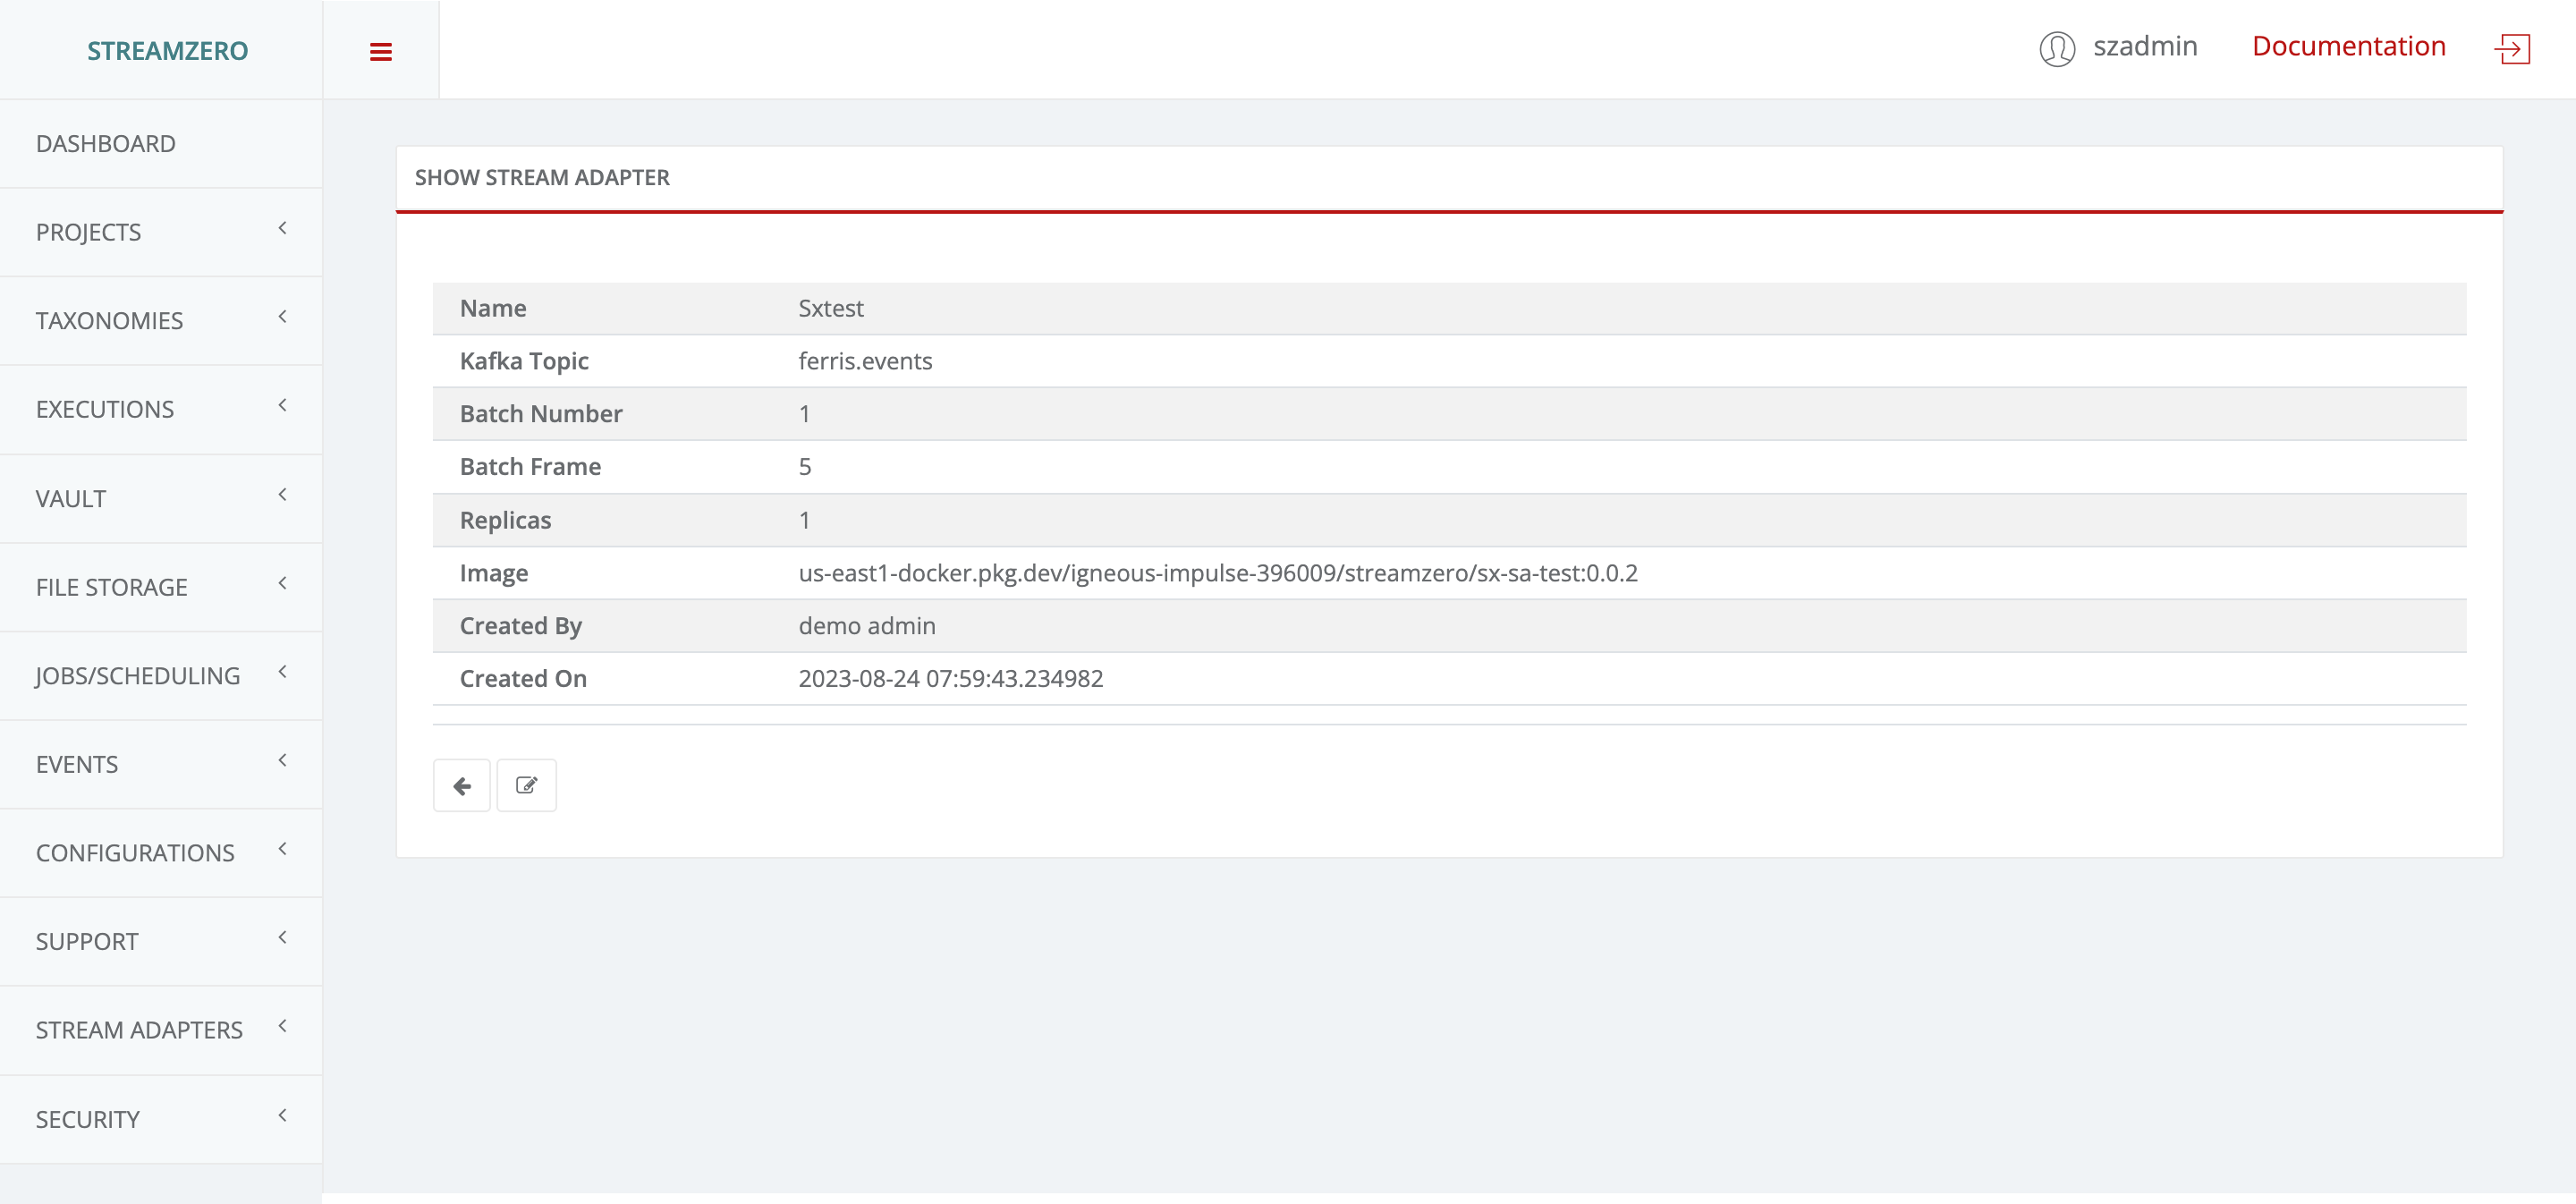 STREAMZERO
szadmin Documentation
DASHBOARD
PROJECTS
TAXONOMIES
EXECUTIONS
VAULT
FILE STORAGE
JOBS/SCHEDULING
EVENTS
CONFIGURATIONS
SUPPORT
STREAM ADAPTERS
SECURITY
SHOW STREAM ADAPTER
Name Sxtest
Kafka Topic ferris.events
Batch Number 1
Batch Frame 5
Replicas 1
Image us-east1-docker.pkg.dev/igneous-impulse-396009/streamzero/sx-sa-test:0.0.2
Created By demo admin
Created On 2023-08-24 07:59:43.234982